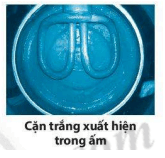 Cặn trắng xuất hiện
trong ấm